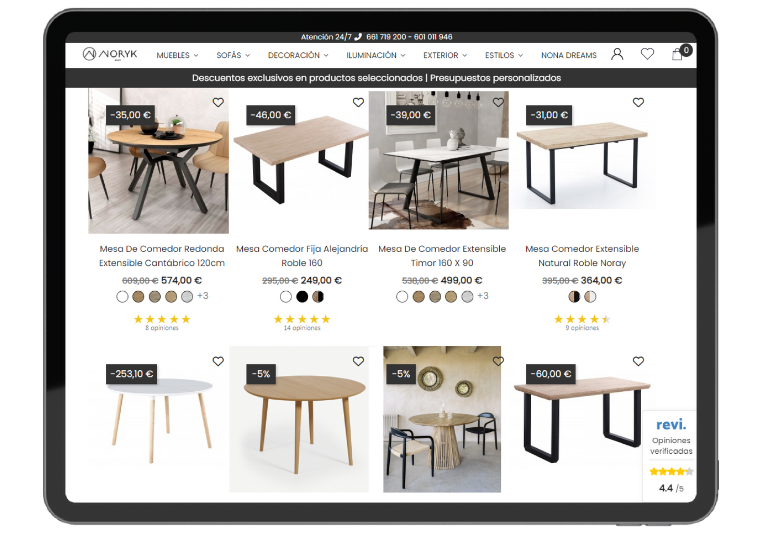 Atención 24/7 661 719 200 - 601 011 946
NORYK
MUEBLES
SOFÁS
DECORACIÓN
ILUMINACIÓN
EXTERIOR
ESTILOS
NONA DREAMS
0
Descuentos exclusivos en productos seleccionados | Presupuestos personalizados
-35,00 €
-46,00 €
-39,00 €
-31,00 €
Mesa De Comedor Redonda
Extensible Cantábrico 120cm
609,00 € 574,00 €
+3
8 opiniones
Mesa Comedor Fija Alejandría
Roble 160
295,00 € 249,00 €
14 opiniones
Mesa De Comedor Extensible
Timor 160 X 90
538,00 € 499,00 €
+3
Mesa Comedor Extensible
Natural Roble Noray
395,00 € 364,00 €
9 opiniones
-253,10 €
-5%
-5%
-60,00 €
revi.
Opiniones
verificadas
4.4 /5